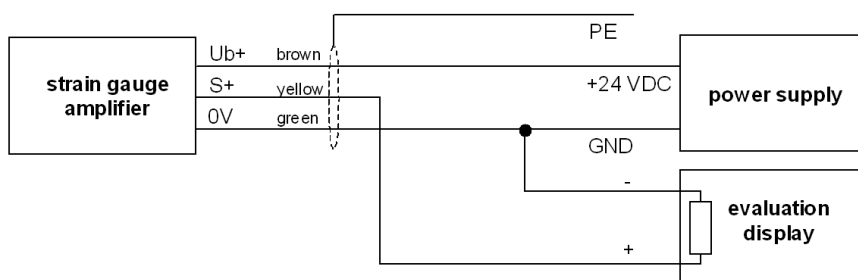 PE
Ub+ brown
strain gauge
amplifier
S+ yellow
+24 VDC
power supply
0V green
GND
-
evaluation
display
+